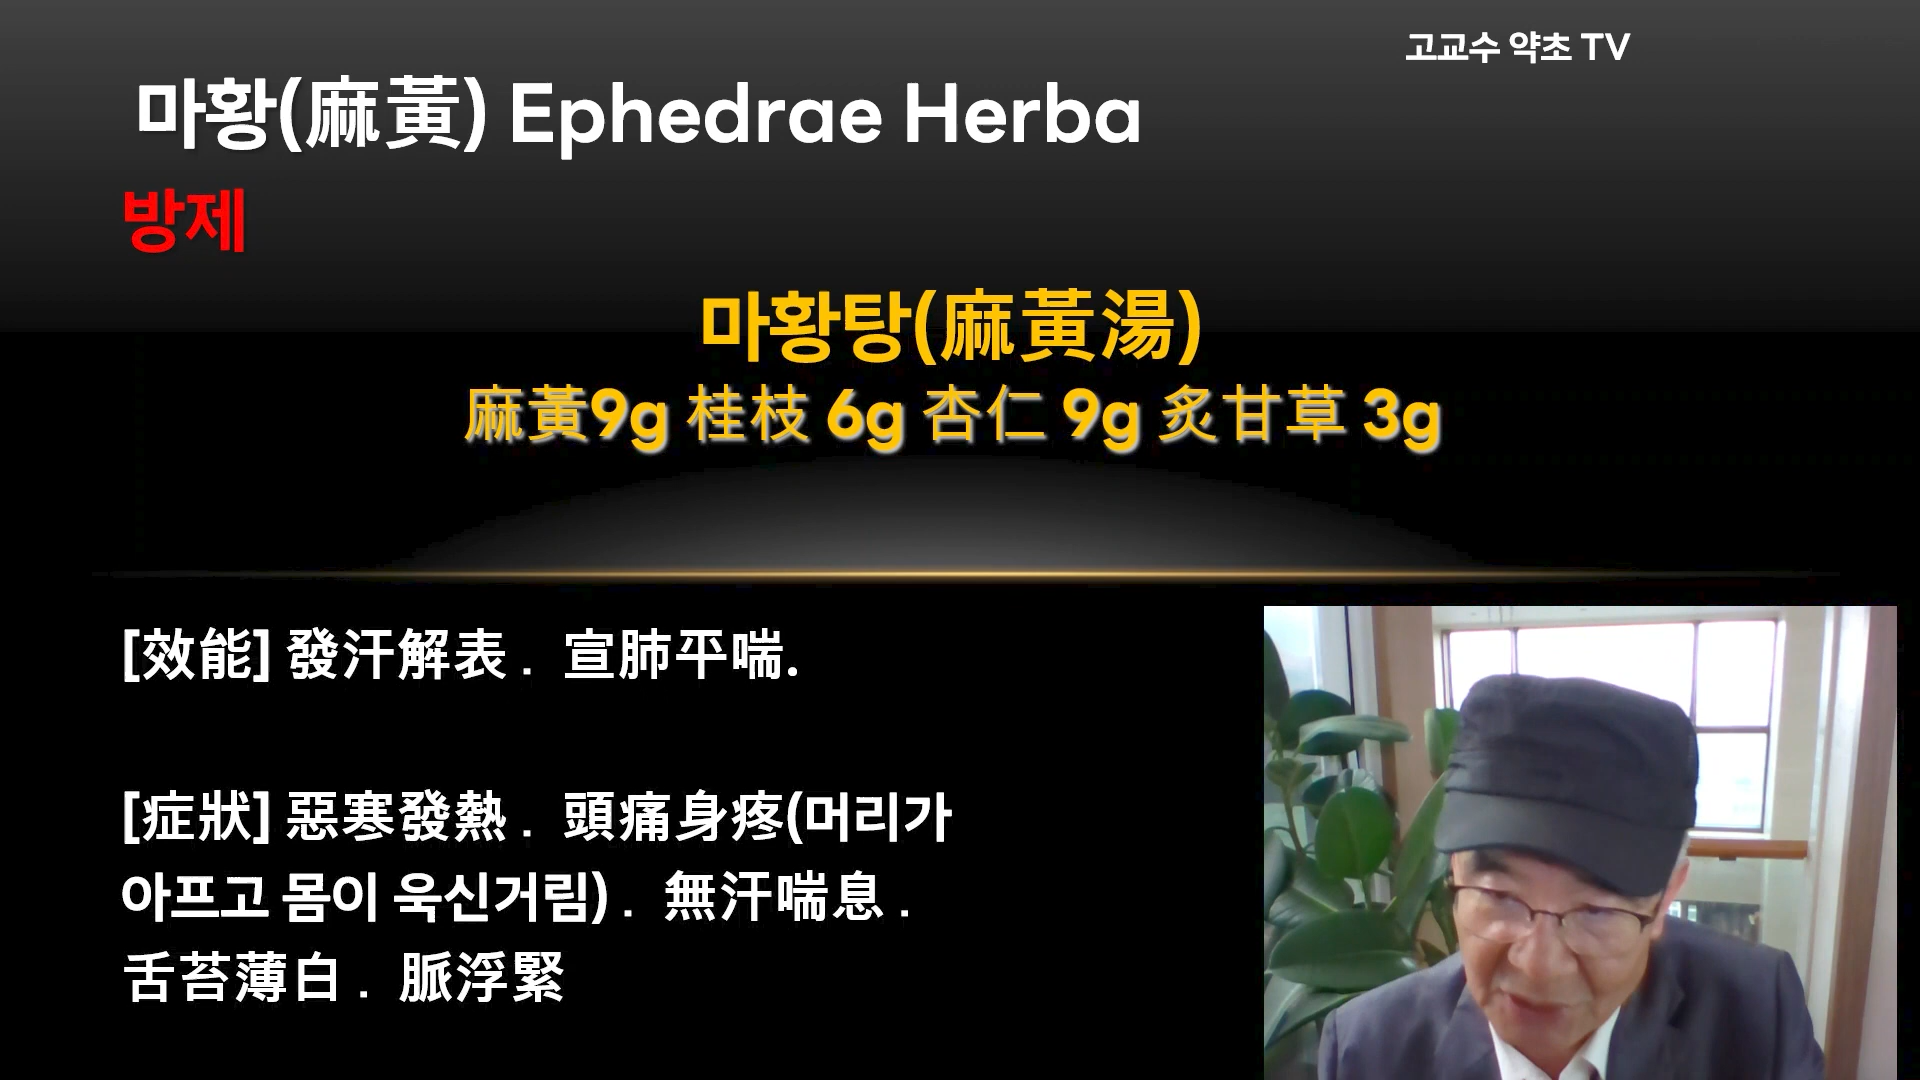 고교수 약초 TV
마황(麻黃) Ephedrae Herba
방제
마황탕(麻黃湯)
麻黃9g 桂枝 6g 杏仁 9g 炙甘草 3g
[效能] 發汗解表 . 宣肺平喘.
[症狀] 惡寒發熱 . 頭痛身疼(머리가
아프고 몸이 욱신거림) . 無汗喘息 .
舌苔薄白 . 脈浮緊